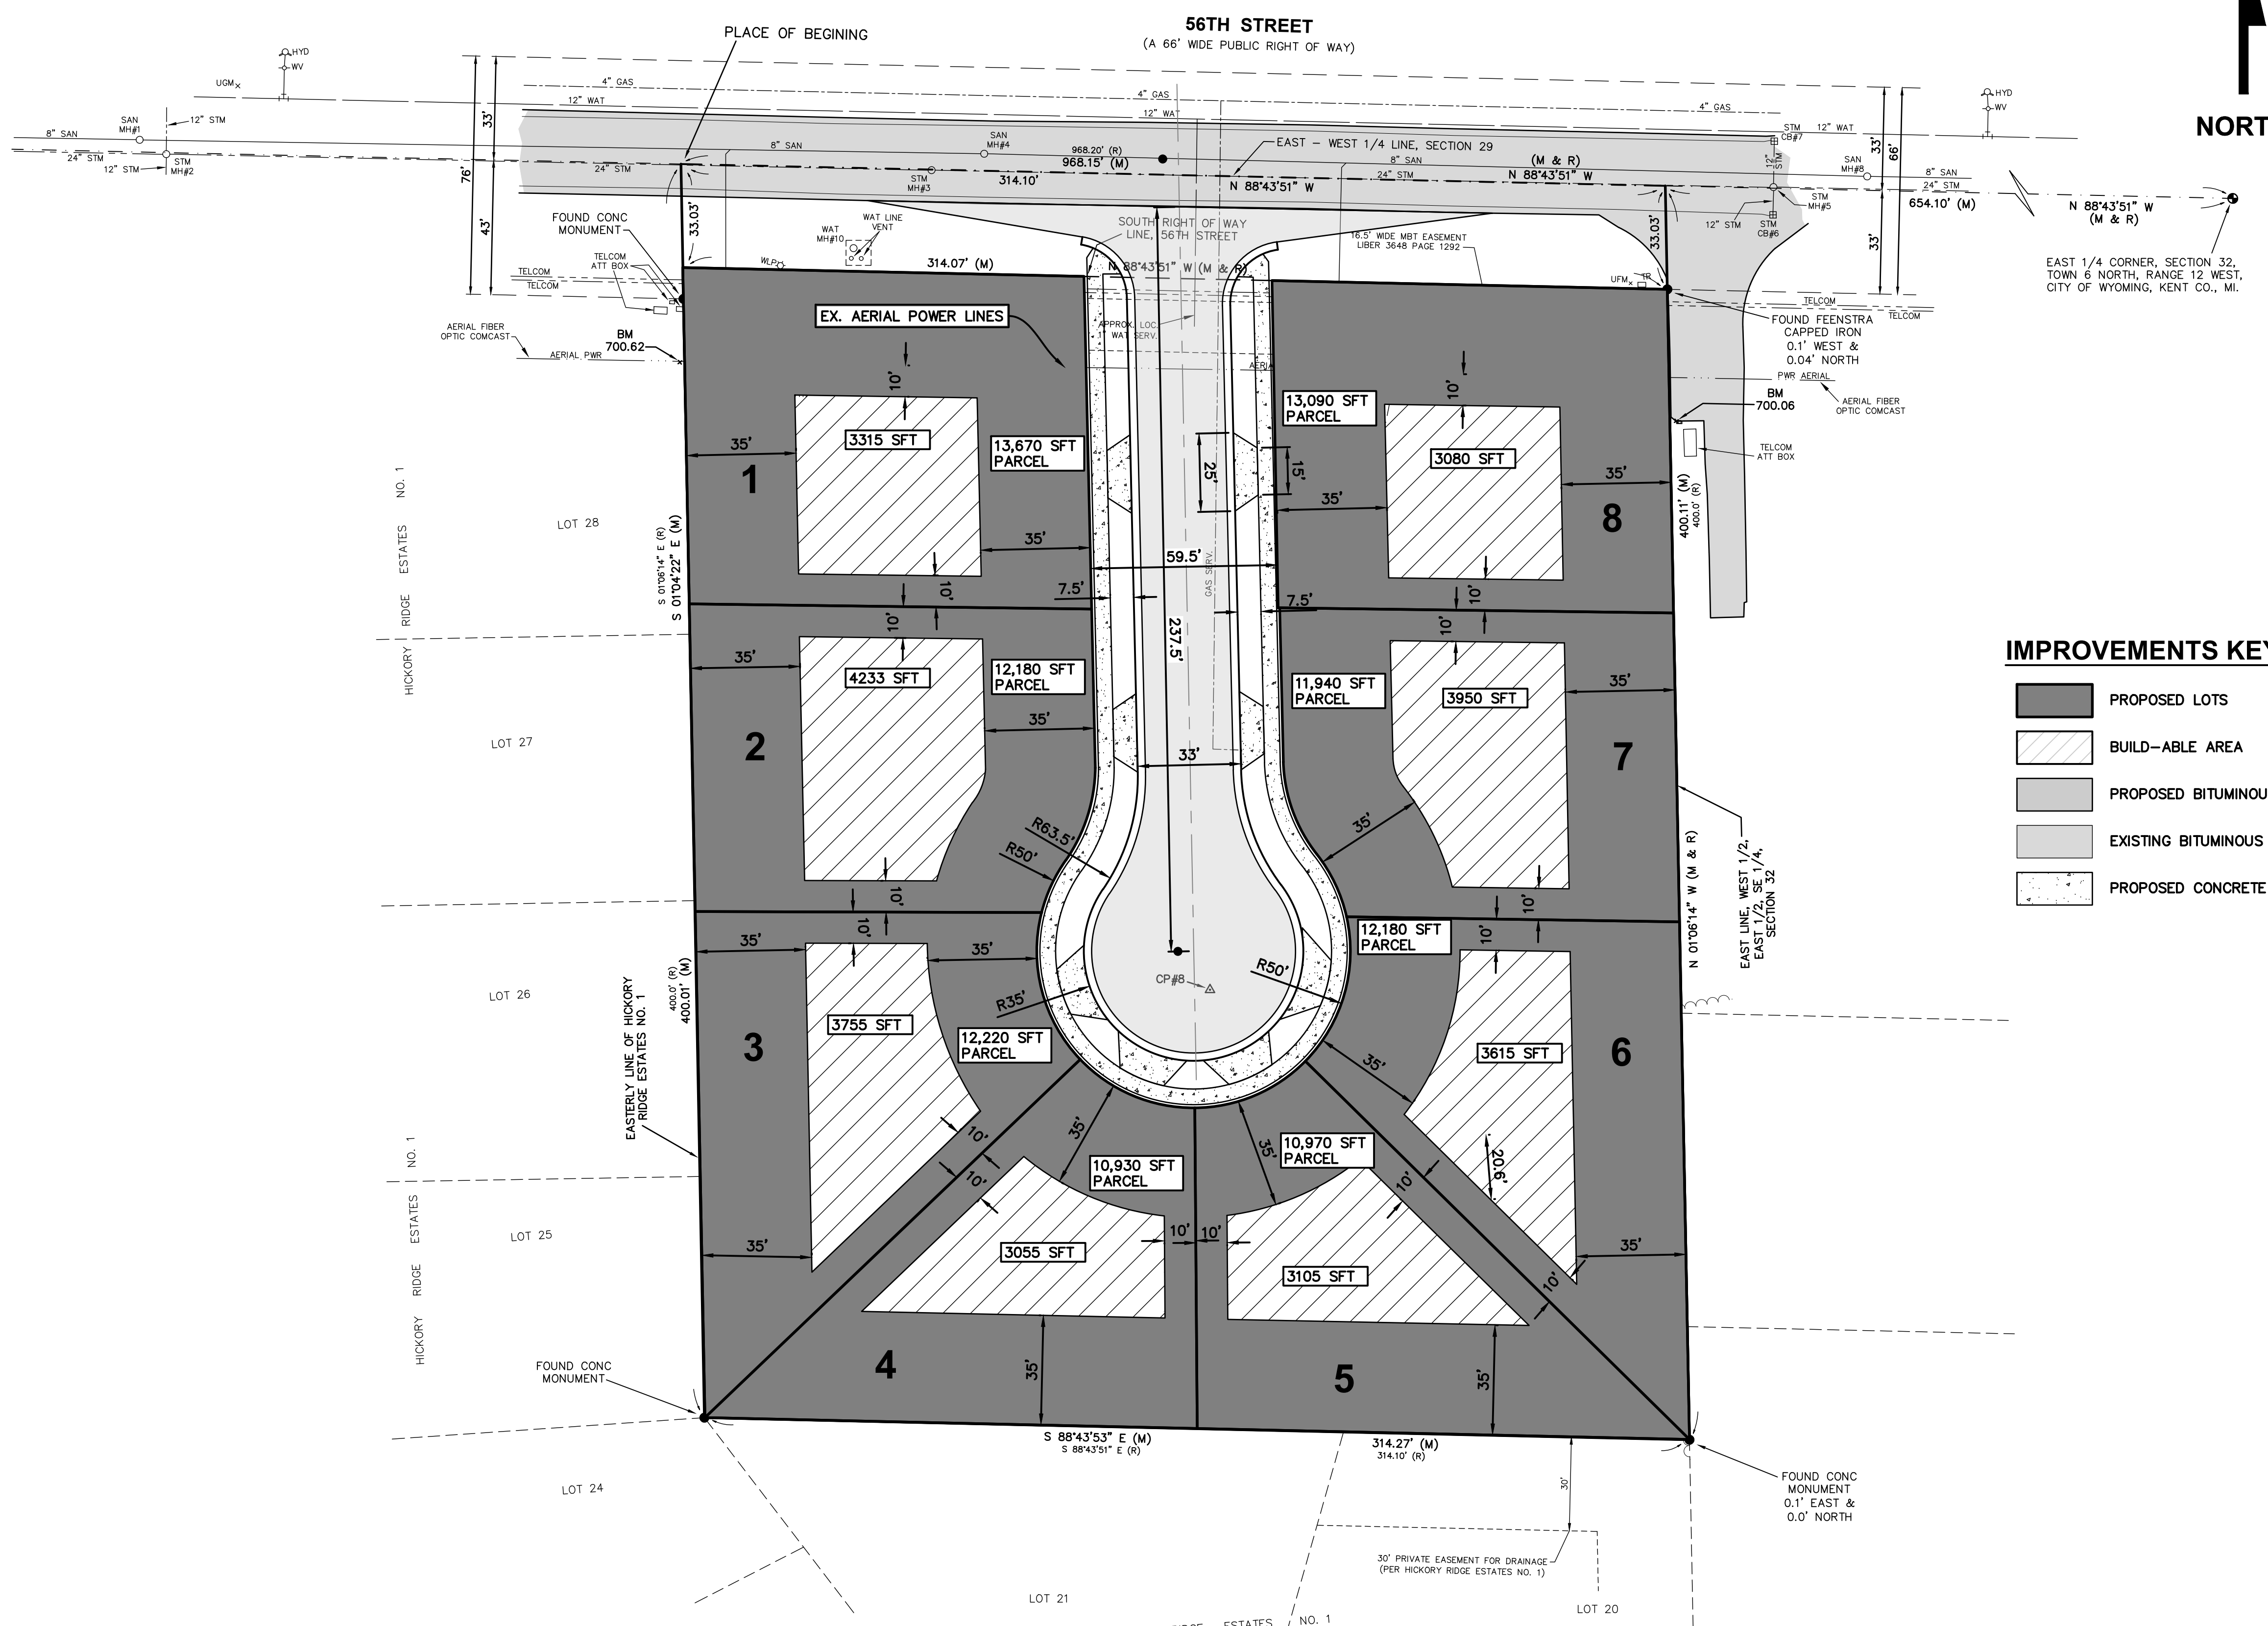 56TH STREET
(A 66' WIDE PUBLIC RIGHT OF WAY)
PLACE OF BEGINING
NORT
HYD
WV
UGM
4" GAS
4" GAS
4" GAS
12" WAT
12" WAT
12" WAT
HYD
WV
SAN
MH#1
12" STM
8" SAN
24" STM
12" STM
STM
MH#2
33'
76'
43'
8" SAN
24" STM
SAN
MH#4
STM
MH#3
968.20' (R)
968.15' (M)
314.10'
EAST - WEST 1/4 LINE, SECTION 29
8" SAN
(M & R)
N 88°43'51" W
24" STM
N 88°43'51" W
STM
CB#7
12" STM
SAN
MH#8
8" SAN
24" STM
STM
MH#5
12" STM
STM
CB#6
33'
66'
33'
654.10' (M)
N 88°43'51" W
(M & R)
EAST 1/4 CORNER, SECTION 32,
TOWN 6 NORTH, RANGE 12 WEST,
CITY OF WYOMING, KENT CO., MI.
FOUND CONC
MONUMENT
33.03'
WAT
MH#10
WAT LINE
VENT
SOUTH RIGHT OF WAY
LINE, 56TH STREET
16.5' WIDE MBT EASEMENT
LIBER 3648 PAGE 1292
33.03'
TELCOM
ATT BOX
TELCOM
TELCOM
WLP
314.07' (M)
N 88°43'51" W (M & R)
UFM
TR
TELCOM
TELCOM
FOUND FEENSTRA
CAPPED IRON
0.1' WEST &
0.04' NORTH
AERIAL FIBER
OPTIC COMCAST
AERIAL PWR
BM
700.62
EX. AERIAL POWER LINES
APPROX. LOC.
1" WAT SERV.
AERIA
PWR AERIAL
BM
700.06
AERIAL FIBER
OPTIC COMCAST
TELCOM
ATT BOX
10'
3315 SFT
35'
1
13,670 SFT
PARCEL
35'
10'
13,090 SFT
PARCEL
10'
3080 SFT
35'
35'
8
10'
25'
15'
59.5'
7.5'
7.5'
GAS SERV.
237.5'
33'
HICKORY RIDGE ESTATES NO. 1
LOT 28
S 01°06'14" E (R)
S 01°04'22" E (M)
400.11' (M)
400.0' (R)
10'
4233 SFT
35'
2
12,180 SFT
PARCEL
35'
10'
10'
11,940 SFT
PARCEL
3950 SFT
35'
7
35'
10'
LOT 27
R63.5'
R50'
N 01°06'14" W (M & R)
EAST LINE, WEST 1/2,
EAST 1/2, SE 1/4,
SECTION 32
10'
35'
35'
3755 SFT
3
12,220 SFT
PARCEL
R35'
CP#8
R50'
12,180 SFT
PARCEL
10'
3615 SFT
6
35'
20.6'
35'
10'
LOT 26
EASTERLY LINE OF HICKORY
RIDGE ESTATES NO. 1
400.0' (R)
400.01' (M)
35'
10'
10'
35'
10,930 SFT
PARCEL
3055 SFT
10'
4
35'
35'
10,970 SFT
PARCEL
10'
10'
3105 SFT
5
35'
HICKORY RIDGE ESTATES NO. 1
LOT 25
FOUND CONC
MONUMENT
S 88°43'53" E (M)
S 88°43'51" E (R)
314.27' (M)
314.10' (R)
FOUND CONC
MONUMENT
0.1' EAST &
0.0' NORTH
LOT 24
30'
30' PRIVATE EASEMENT FOR DRAINAGE
(PER HICKORY RIDGE ESTATES NO. 1)
LOT 21
LOT 20
ESTATES NO. 1
IMPROVEMENTS KE
PROPOSED LOTS
BUILD-ABLE AREA
PROPOSED BITUMINOU
EXISTING BITUMINOUS
PROPOSED CONCRETE